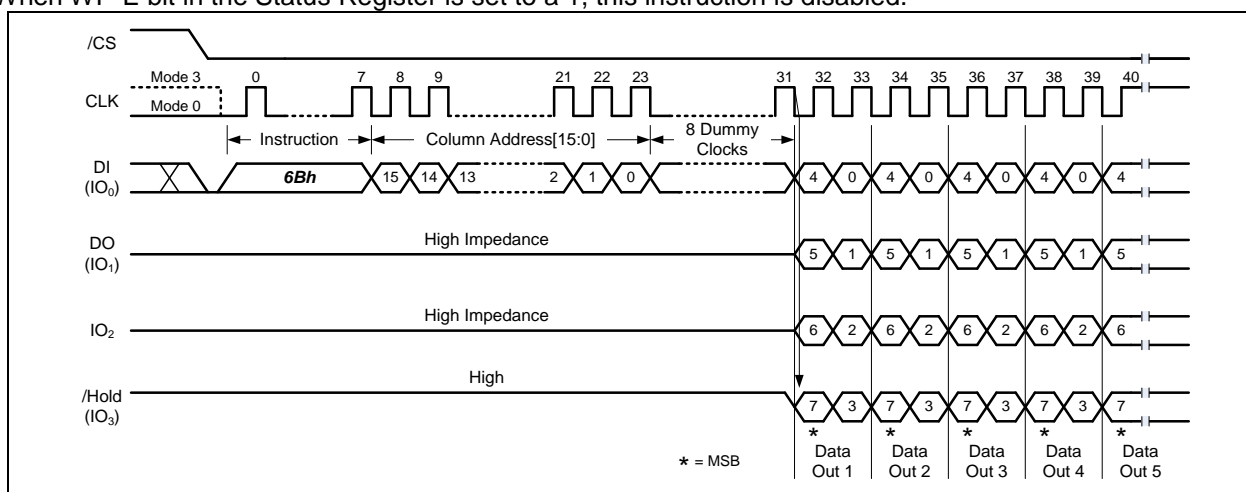 When WP-E bit in the Status Register is set to a 1, this instruction is disabled.
/CS
Mode 3 0 7 8 9 21 22 23 31 32 33 34 35 36 37 38 39 40
CLK Mode 0
Instruction Column Address[15:0] 8 Dummy
Clocks
DI
(IO0) 6Bh 15 14 13 2 1 0 4 0 4 0 4 0 4 0 4
DO
(IO1) High Impedance 5 1 5 1 5 1 5 1 5
IO2 High Impedance 6 2 6 2 6 2 6 2 6
/Hold
(IO3) High 7 3 7 3 7 3 7 3 7
* * * * *
* = MSB
Data Out 1 Data Out 2 Data Out 3 Data Out 4 Data Out 5